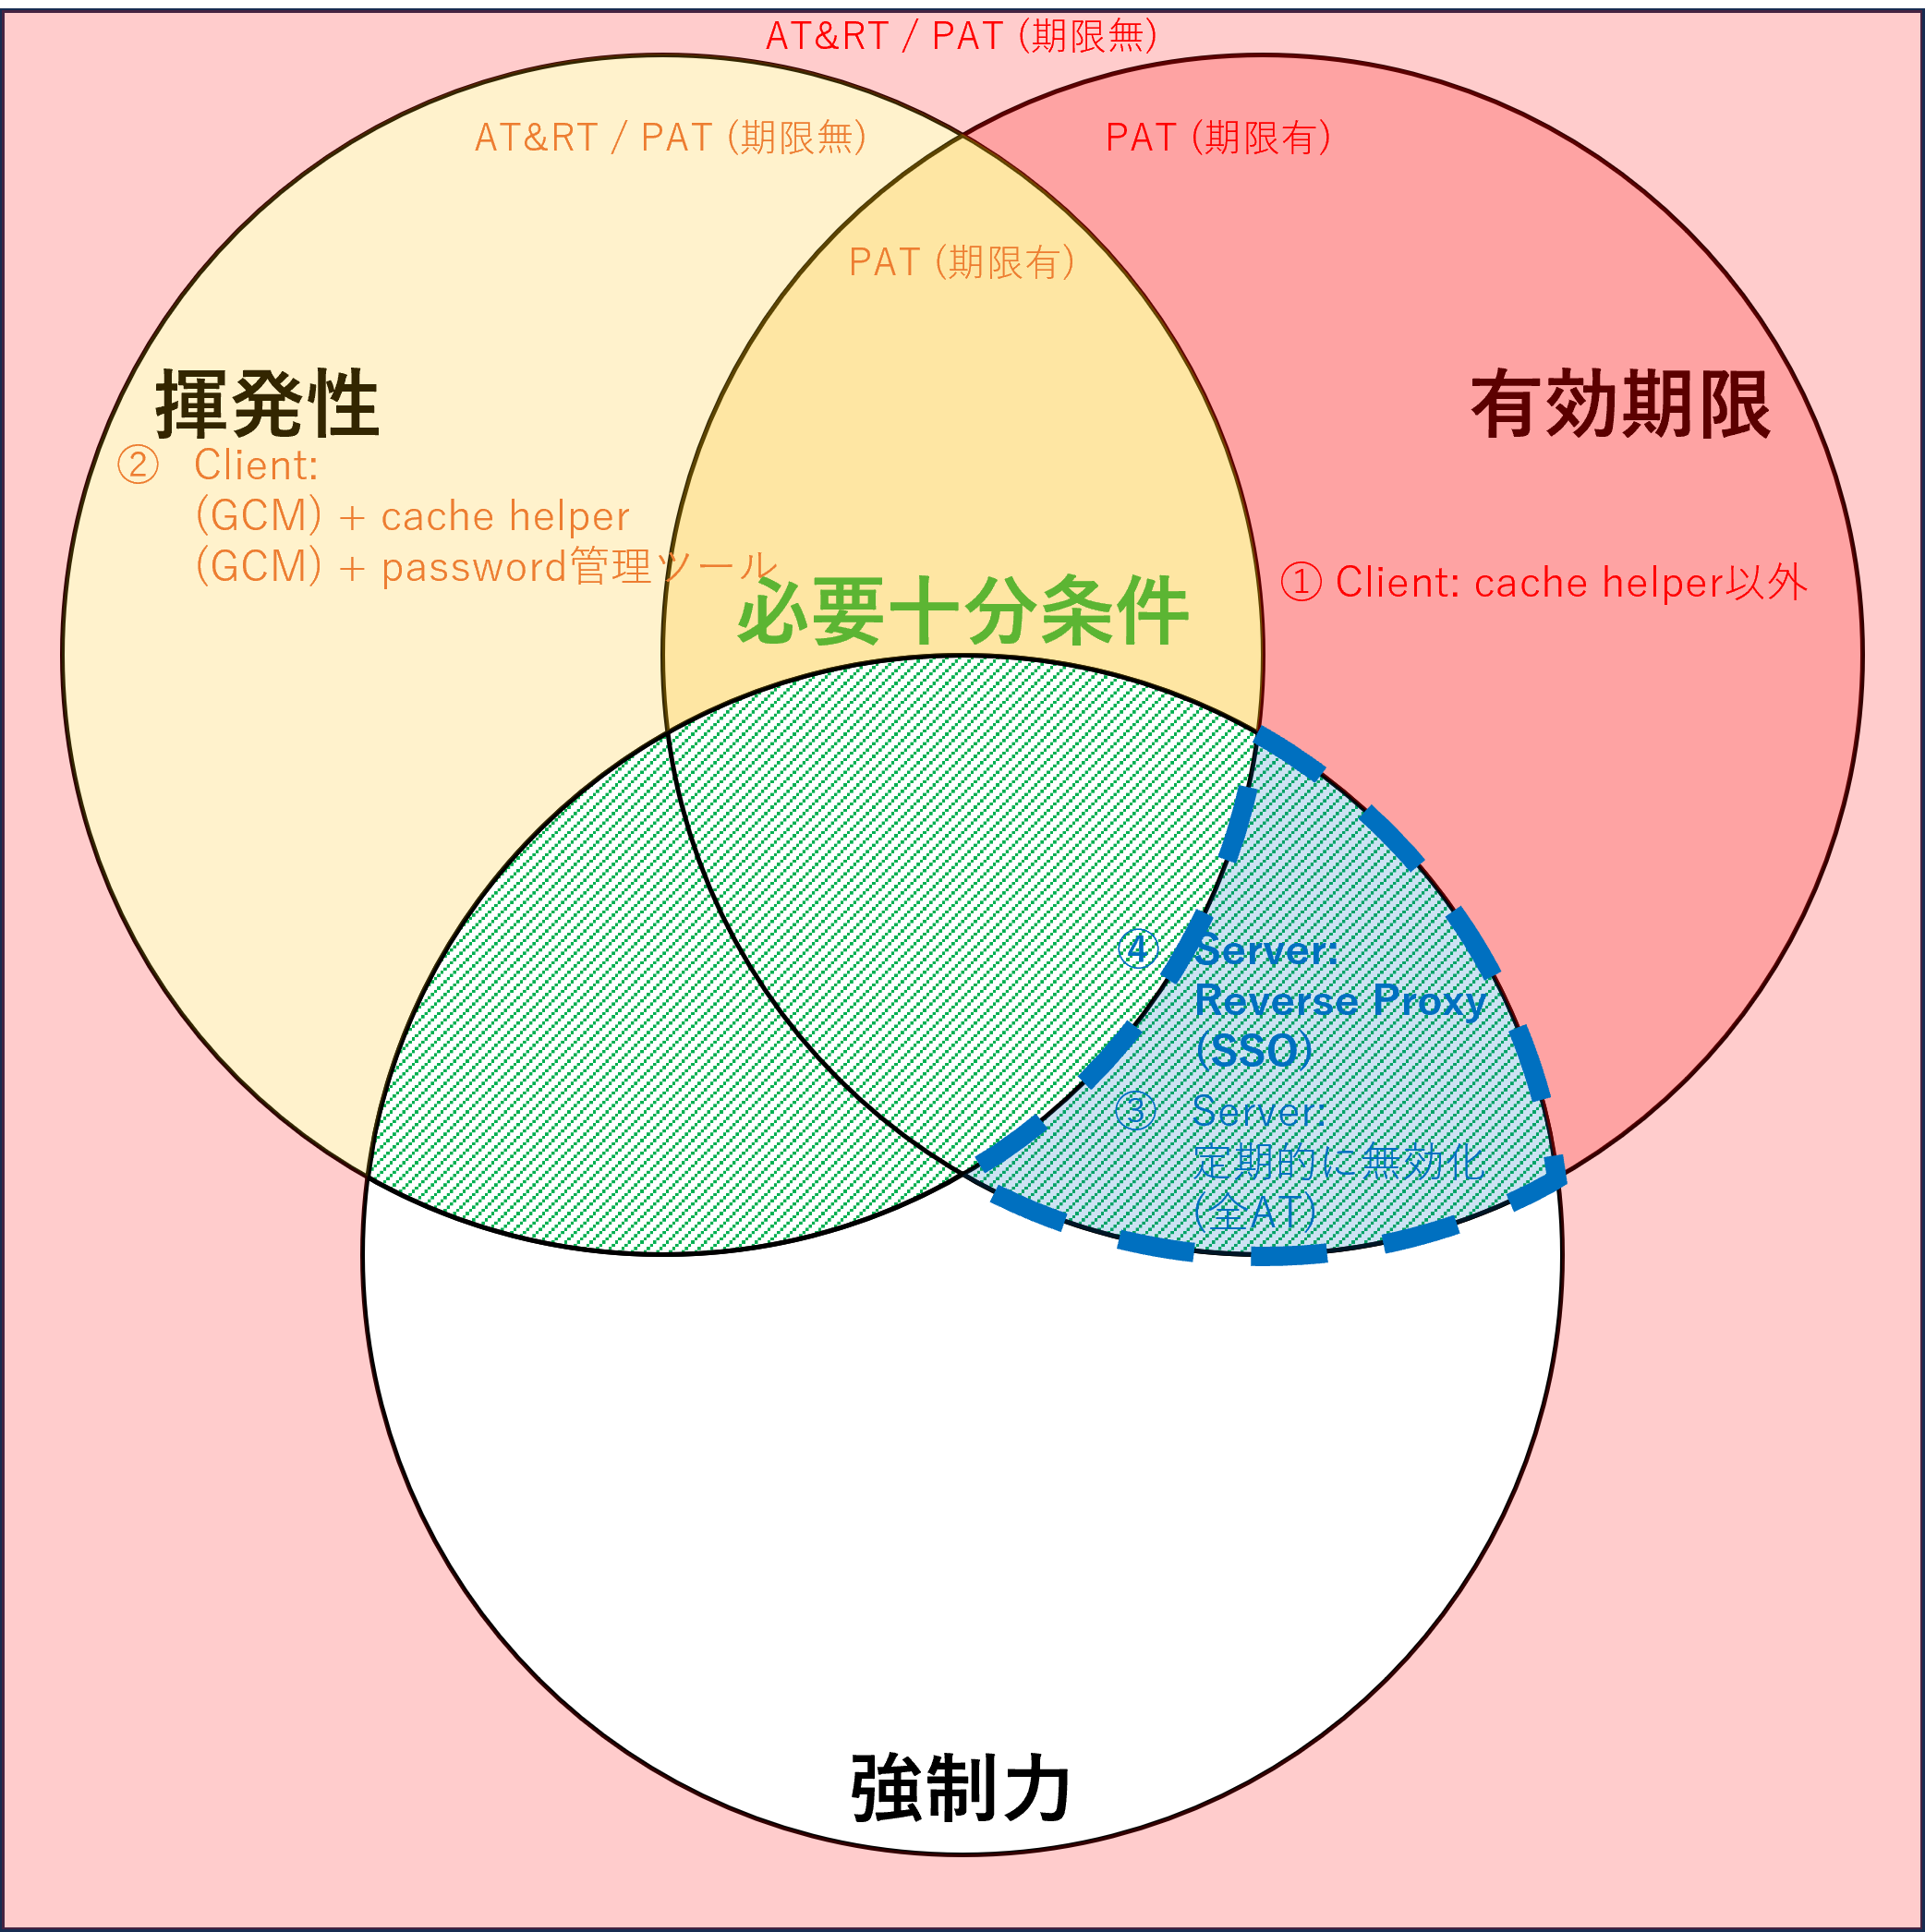 AT&RT / PAT (期限無)
AT&RT / PAT (期限無)
PAT (期限有)
PAT (期限有)
揮発性
有効期限
② Client:
(GCM) + cache helper
(GCM) + password管理ツール
① Client: cache helper以外
必要十分条件
④ Server:
Reverse Proxy
(SSO)
③ Server:
定期的に無効化
(全AT)
強制力